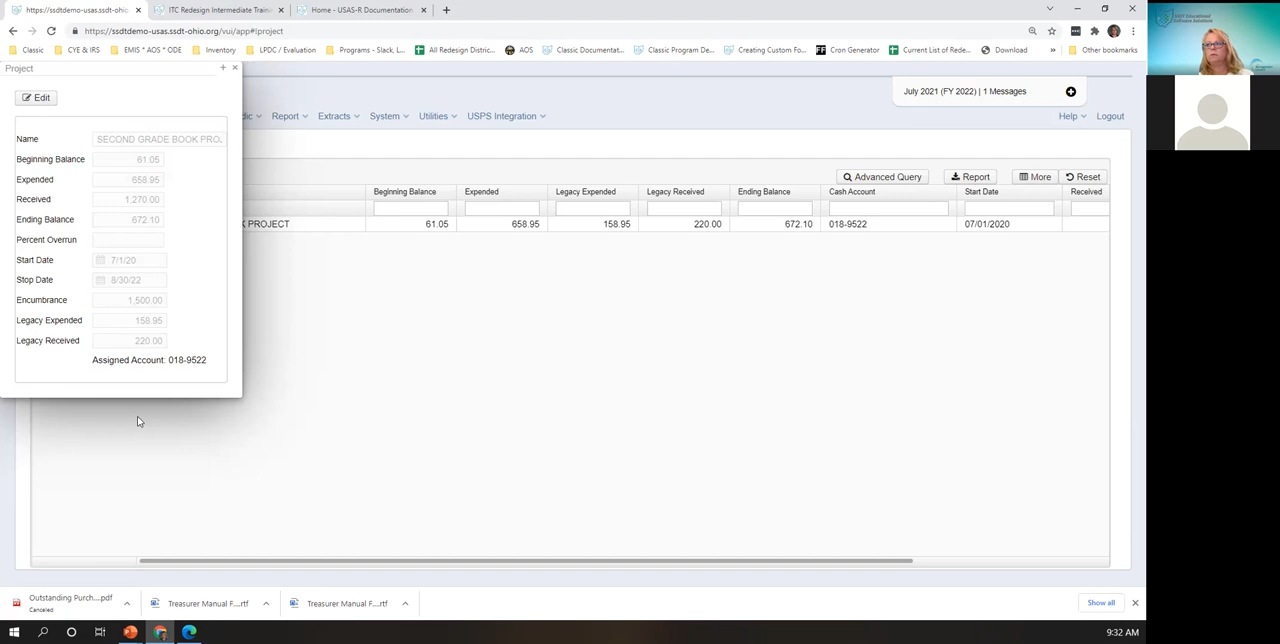 https://ssdtdemo-usas.ssdt-ohio
ITC Redesign Intermediate Traini
Home - USAS-R Documentation
https://ssdtdemo-usas.ssdt-ohio.org/vui/app#!project
Classic
CYE & IRS
EMIS * AOS * ODE
Inventory
LPDC / Evaluation
Programs - Slack, L...
All Redesign District...
AOS
Classic Documentat...
Classic Program De...
Creating Custom Fo...
Cron Generator
Current List of Rede...
Download
»
Other bookmarks
Project
July 2021 (FY 2022) | 1 Messages
Edit
dic
Report
Extracts
System
Utilities
USPS Integration
Help
Logout
Name SECOND GRADE BOOK PRO.
Beginning Balance 61.05
Expended 658.95
Received 1,270.00
Ending Balance 672.10
Percent Overrun
Start Date 7/1/20
Stop Date 8/30/22
Encumbrance 1,500.00
Legacy Expended 158.95
Legacy Received 220.00
Assigned Account: 018-9522
Advanced Query
Report
More
Reset
Beginning Balance Expended Legacy Expended Legacy Received Ending Balance Cash Account Start Date Received
K PROJECT 61.05 658.95 158.95 220.00 672.10 018-9522 07/01/2020
Outstanding Purch....pdf
Canceled
Treasurer Manual F....rtf
Treasurer Manual F....rtf
Show all
9:32 AM